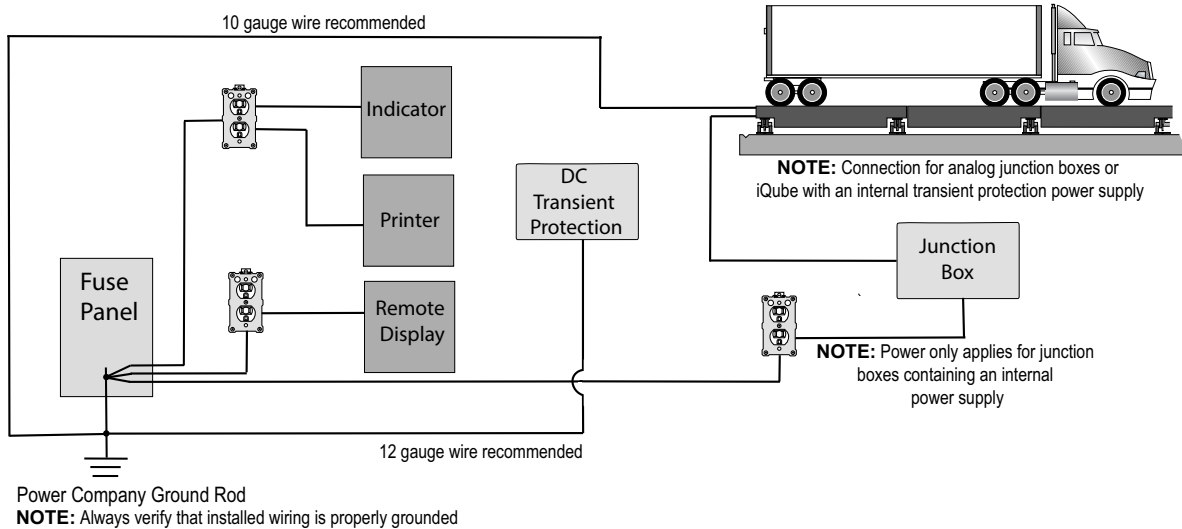 10 gauge wire recommended
Indicator
Printer
Remote
Display
Fuse
Panel
DC
Transient
Protection
NOTE: Connection for analog junction boxes or
iQube with an internal transient protection power supply
Junction
Box
NOTE: Power only applies for junction
boxes containing an internal
power supply
12 gauge wire recommended
Power Company Ground Rod
NOTE: Always verify that installed wiring is properly grounded